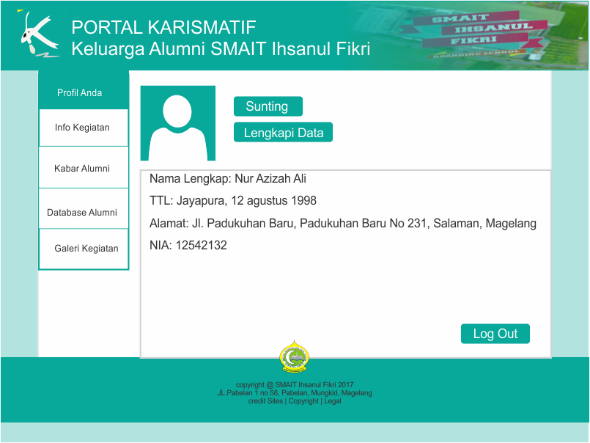 PORTAL KARISMATIF
Keluarga Alumni SMAIT Ihsanul Fikri
SMAIT
IHSANUL
FIKRI
BOARDING SCHOOL
Profil Anda
Info Kegiatan
Kabar Alumni
Database Alumni
Galeri Kegiatan
Sunting
Lengkapi Data
Nama Lengkap: Nur Azizah Ali
TTL: Jayapura, 12 agustus 1998
Alamat: Jl. Padukuhan Baru, Padukuhan Baru No 231, Salaman, Magelang
NIA: 12542132
Log Out
copyright @ SMAIT Ihsanul Fikri 2017
JL Pabelan 1 no 58, Pabelan, Mungkid, Magelang
credit Sites | Copyright | Legal